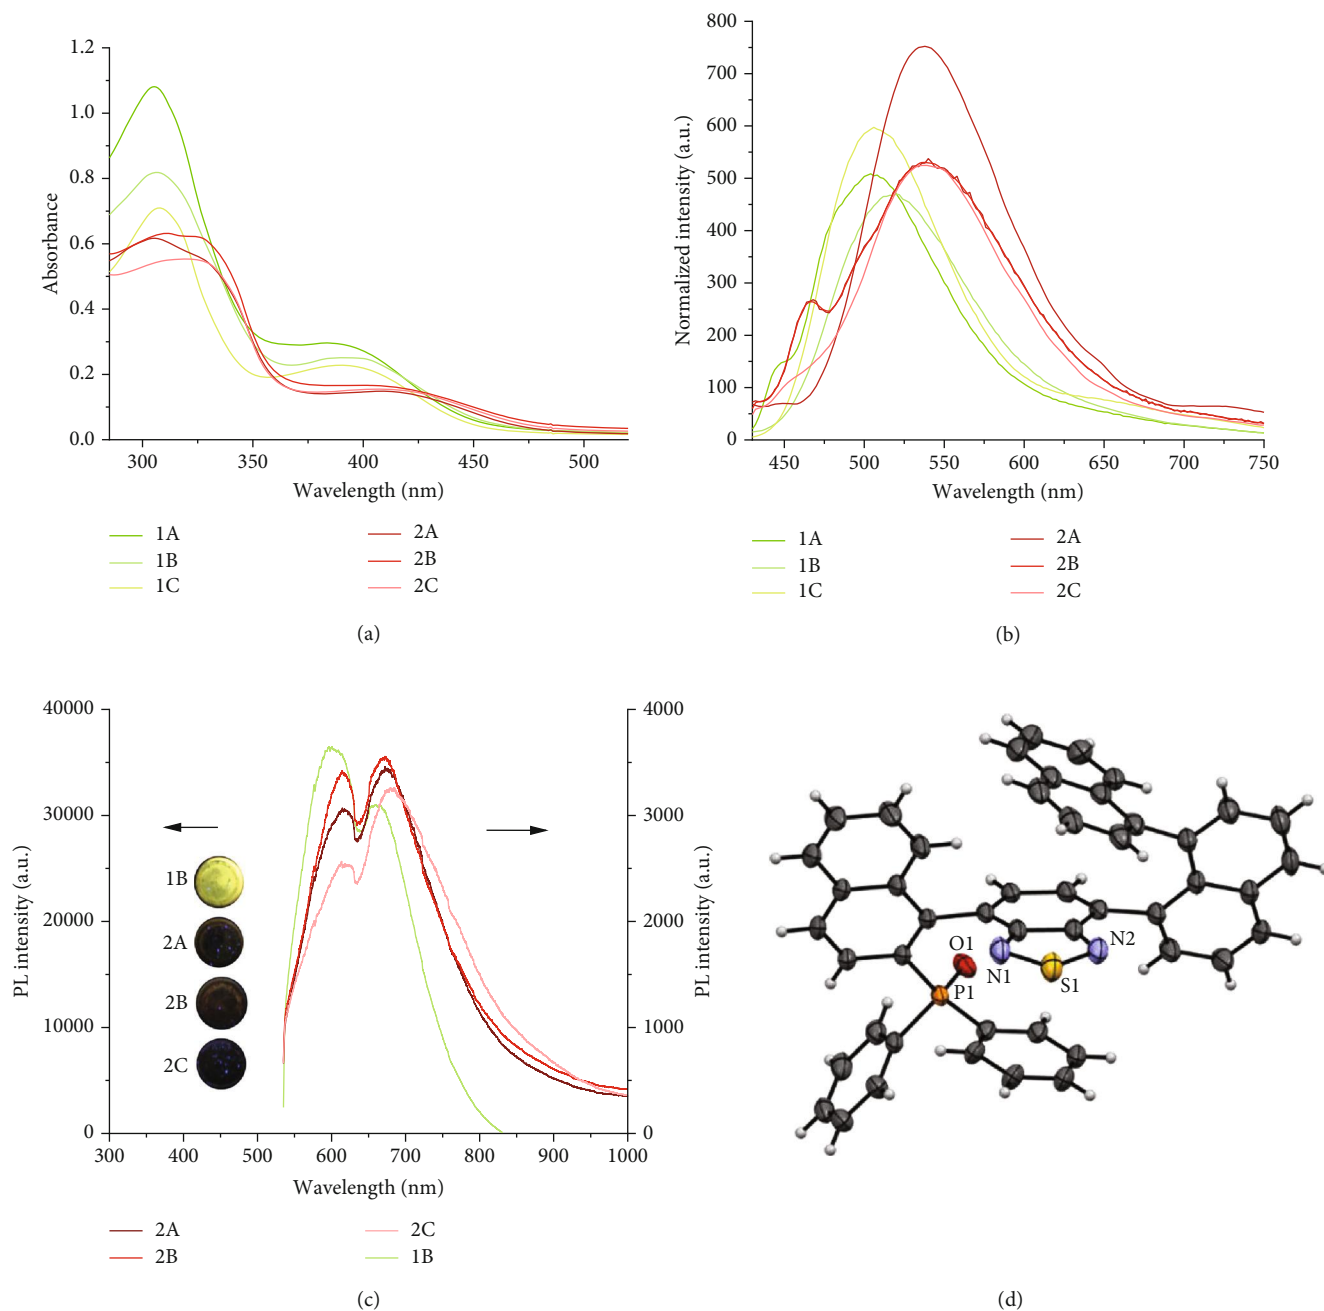 1.2
1.0
0.8
0.6
0.4
0.2
0.0
Absorbance
300 350 400 450 500
Wavelength (nm)
1A 2A
1B 2B
1C 2C
(a)
800
700
600
500
400
300
200
100
0
Normalized intensity (a.u.)
450 500 550 600 650 700 750
Wavelength (nm)
1A 2A
1B 2B
1C 2C
(b)
40000
30000
20000
10000
0
PL intensity (a.u.)
1B
2A
2B
2C
4000
3000
2000
1000
0
PL intensity (a.u.)
300 400 500 600 700 800 900 1000
Wavelength (nm)
2A 2C
2B 1B
(c)
O1
N1
N2
S1
P1
(d)